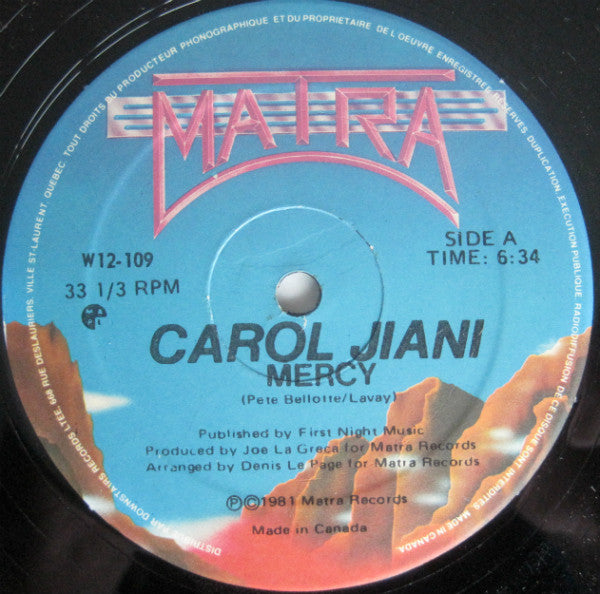 TOUT DROITS DU PRODUCTEUR PHONOGRAPHIQUE ET DU PROPRIETAIRE DE L'OEUVRE ENREGISTREE RESERVES. DUPLICATION, EXECUTION PUBLIQUE, RADIODIFFUSION DE CE DISQUE SONT INTERDITES. MADE IN CANADA.
MATRA
W12-109
33 1/3 RPM
SIDE A
TIME: 6:34
CAROL JIANI
MERCY
(Pete Bellotte/Lavay)
Published by First Night Music
Produced by Joe La Greca for Matra Records
Arranged by Denis Le Page for Matra Records
Ⓟ©1981 Matra Records
Made in Canada
PAR DOWNSTAIRS RECORDS LTEE, 668 RUE DESLAURIERS, VILLE ST-LAURENT, QUEBEC.